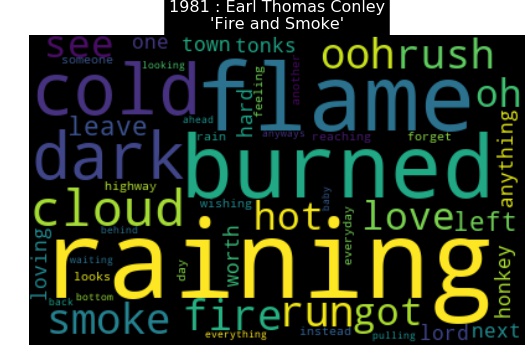 1981 : Earl Thomas Conley
'Fire and Smoke'
see
one
town
tonks
ooh
rush
someone
looking
another
cold
flame
oh
feeling
leave
ahead
hard
rain
anyways
reaching
forget
anything
dark
burned
highway
wishing
baby
cloud
hot
love
left
loving
behind
raining
worth
everyday
honkey
waiting
looks
day
back
bottom
smoke
fire
run
got
everything
instead
pulling
lord
next